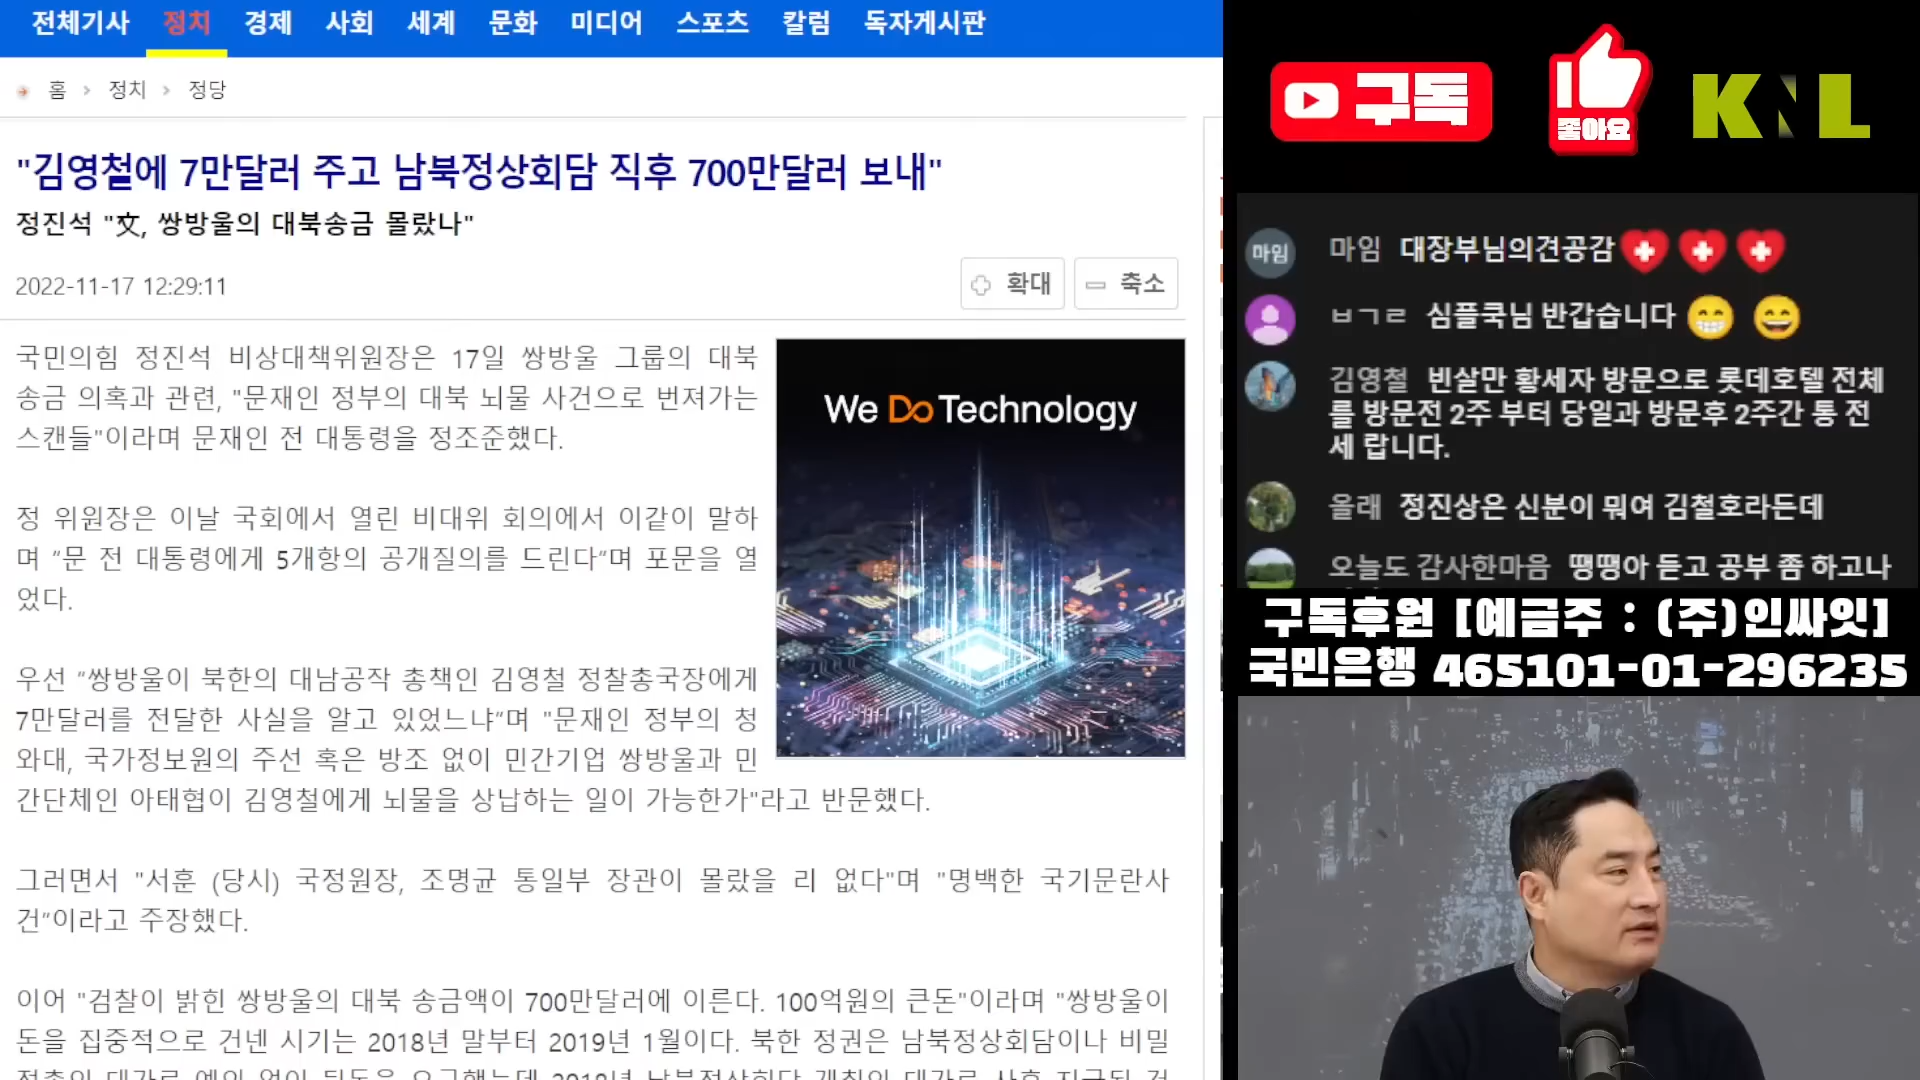 전체기사 정치 경제 사회 세계 문화 미디어 스포츠 칼럼 독자게시판
홈 › 정치 › 정당
"김영철에 7만달러 주고 남북정상회담 직후 700만달러 보내"
정진석 "文, 쌍방울의 대북송금 몰랐나"
2022-11-17 12:29:11
확대 축소
국민의힘 정진석 비상대책위원장은 17일 쌍방울 그룹의 대북
송금 의혹과 관련, "문재인 정부의 대북 뇌물 사건으로 번져가는
스캔들"이라며 문재인 전 대통령을 정조준했다.
정 위원장은 이날 국회에서 열린 비대위 회의에서 이같이 말하
며 "문 전 대통령에게 5개항의 공개질의를 드린다"며 포문을 열
었다.
우선 "쌍방울이 북한의 대남공작 총책인 김영철 정찰총국장에게
7만달러를 전달한 사실을 알고 있었느냐"며 "문재인 정부의 청
와대, 국가정보원의 주선 혹은 방조 없이 민간기업 쌍방울과 민
간단체인 아태협이 김영철에게 뇌물을 상납하는 일이 가능한가"라고 반문했다.
그러면서 "서훈 (당시) 국정원장, 조명균 통일부 장관이 몰랐을 리 없다"며 "명백한 국기문란사
건"이라고 주장했다.
이어 "검찰이 밝힌 쌍방울의 대북 송금액이 700만달러에 이른다. 100억원의 큰돈"이라며 "쌍방울이
돈을 집중적으로 건넨 시기는 2018년 말부터 2019년 1월이다. 북한 정권은 남북정상회담이나 비밀
We Do Technology
구독
좋아요
KNL
마임 마임 대장부님의견공감
ㅂㄱㄹ 심플쿡님 반갑습니다
김영철 빈살만 황세자 방문으로 롯데호텔 전체
를 방문전 2주 부터 당일과 방문후 2주간 통 전
세 랍니다.
올래 정진상은 신분이 뭐여 김철호라든데
오늘도 감사한마음 땡땡아 듣고 공부 좀 하고나
구독후원 [예금주 : (주)인싸잇]
국민은행 465101-01-296235